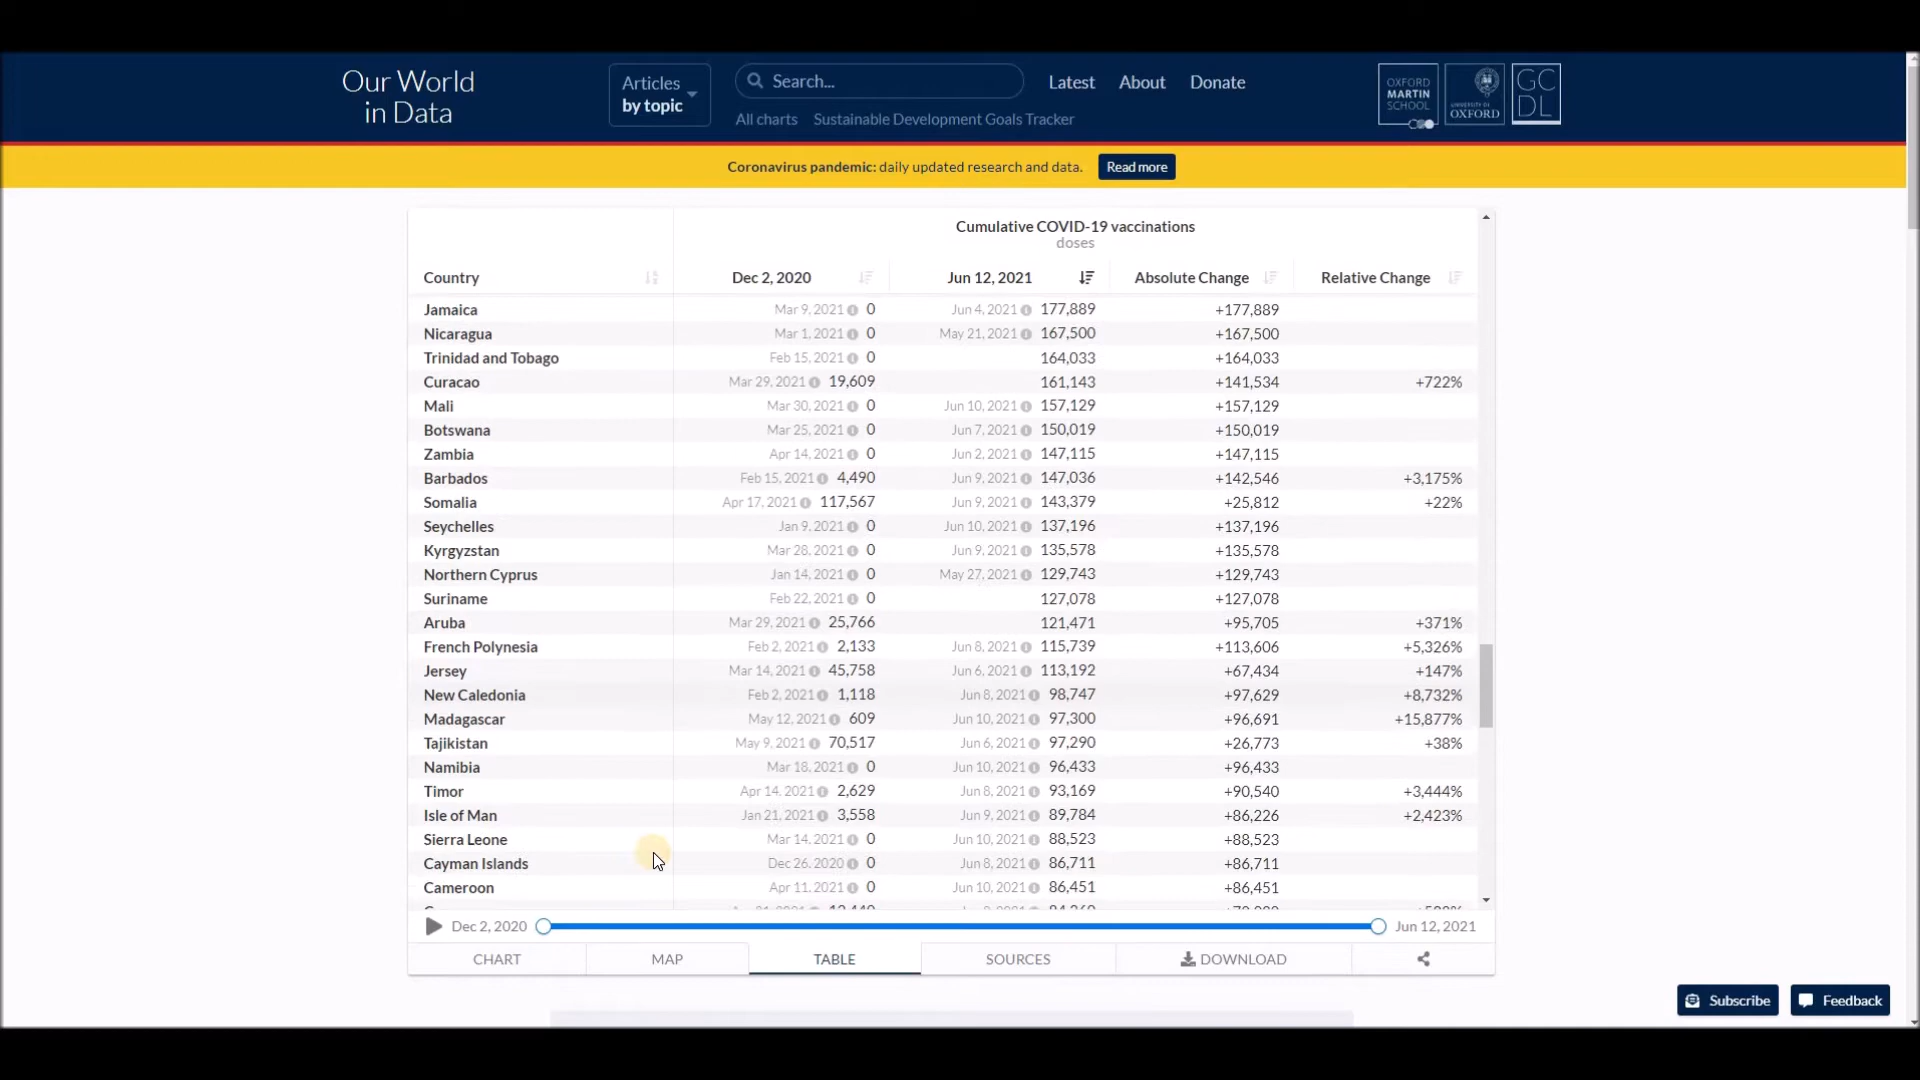 Our World
in Data
Articles
by topic
Search...
Latest
About
Donate
All charts
Sustainable Development Goals Tracker
OXFORD
MARTIN
SCHOOL
UNIVERSITY OF
OXFORD
GC
DL
Coronavirus pandemic: daily updated research and data.
Read more
Cumulative COVID-19 vaccinations
doses
Country Dec 2, 2020 Jun 12, 2021 Absolute Change Relative Change
Jamaica Mar 9, 2021 0 Jun 4, 2021 177,889 +177,889
Nicaragua Mar 1, 2021 0 May 21, 2021 167,500 +167,500
Trinidad and Tobago Feb 15, 2021 0 164,033 +164,033
Curacao Mar 29, 2021 19,609 161,143 +141,534 +722%
Mali Mar 30, 2021 0 Jun 10, 2021 157,129 +157,129
Botswana Mar 25, 2021 0 Jun 7, 2021 150,019 +150,019
Zambia Apr 14, 2021 0 Jun 2, 2021 147,115 +147,115
Barbados Feb 15, 2021 4,490 Jun 9, 2021 147,036 +142,546 +3,175%
Somalia Apr 17, 2021 117,567 Jun 9, 2021 143,379 +25,812 +22%
Seychelles Jan 9, 2021 0 Jun 10, 2021 137,196 +137,196
Kyrgyzstan Mar 28, 2021 0 Jun 9, 2021 135,578 +135,578
Northern Cyprus Jan 14, 2021 0 May 27, 2021 129,743 +129,743
Suriname Feb 22, 2021 0 127,078 +127,078
Aruba Mar 29, 2021 25,766 121,471 +95,705 +371%
French Polynesia Feb 2, 2021 2,133 Jun 8, 2021 115,739 +113,606 +5,326%
Jersey Mar 14, 2021 45,758 Jun 6, 2021 113,192 +67,434 +147%
New Caledonia Feb 2, 2021 1,118 Jun 8, 2021 98,747 +97,629 +8,732%
Madagascar May 12, 2021 609 Jun 10, 2021 97,300 +96,691 +15,877%
Tajikistan May 9, 2021 70,517 Jun 6, 2021 97,290 +26,773 +38%
Namibia Mar 18, 2021 0 Jun 10, 2021 96,433 +96,433
Timor Apr 14, 2021 2,629 Jun 8, 2021 93,169 +90,540 +3,444%
Isle of Man Jan 21, 2021 3,558 Jun 9, 2021 89,784 +86,226 +2,423%
Sierra Leone Mar 14, 2021 0 Jun 10, 2021 88,523 +88,523
Cayman Islands Dec 26, 2020 0 Jun 8, 2021 86,711 +86,711
Cameroon Apr 11, 2021 0 Jun 10, 2021 86,451 +86,451
Dec 2, 2020 Jun 12, 2021
CHART MAP TABLE SOURCES DOWNLOAD
Subscribe
Feedback